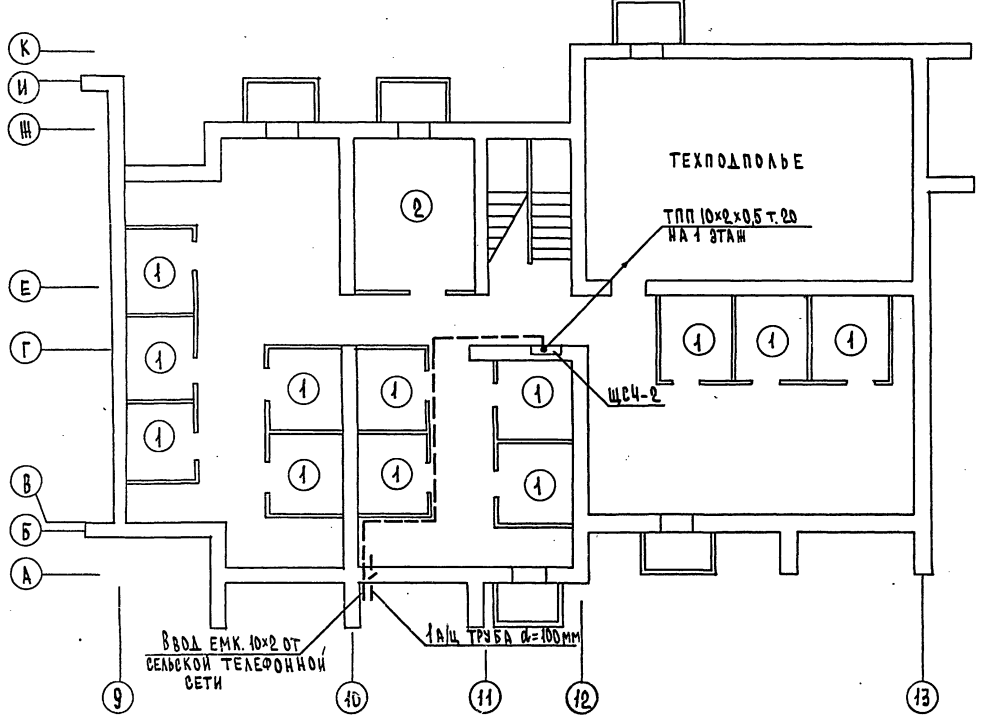 К
И
Ж
ТЕХПОДПОЛЬЕ
2
ТПП 10×2×0,5 т.20
НА 1 ЭТАЖ
1
Е
1
1
1
1
Г
1
1
1
1
ЩС4-2
1
1
1
1
В
Б
А
ВВОД ЕМК. 10×2 ОТ
СЕЛЬСКОЙ ТЕЛЕФОННОЙ
СЕТИ
1 А/Ц ТРУБА d=100мм
9
10
11
12
13